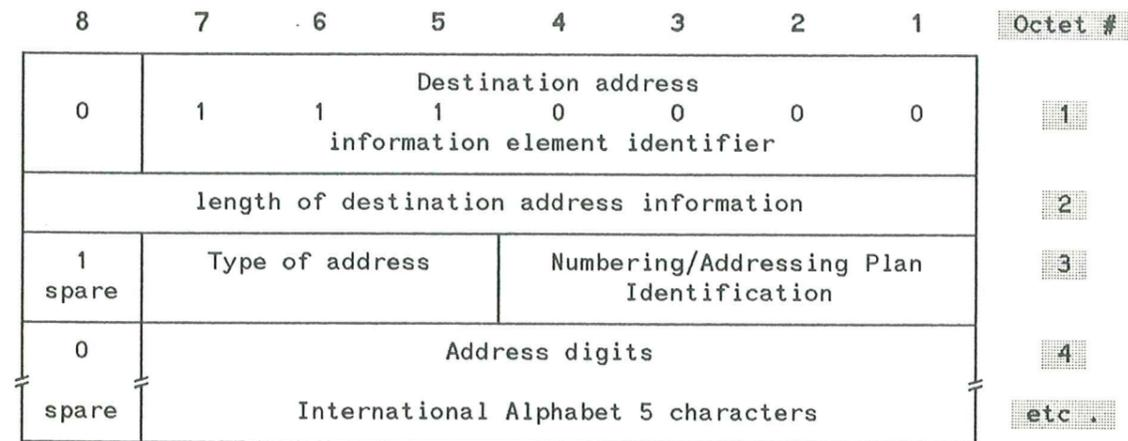 8 7 6 5 4 3 2 1 Octet #
Destination address
0 1 1 1 0 0 0 0 1
information element identifier
length of destination address information 2
1 Type of address Numbering/Addressing Plan 3
spare Identification
0 Address digits 4
spare International Alphabet 5 characters etc .